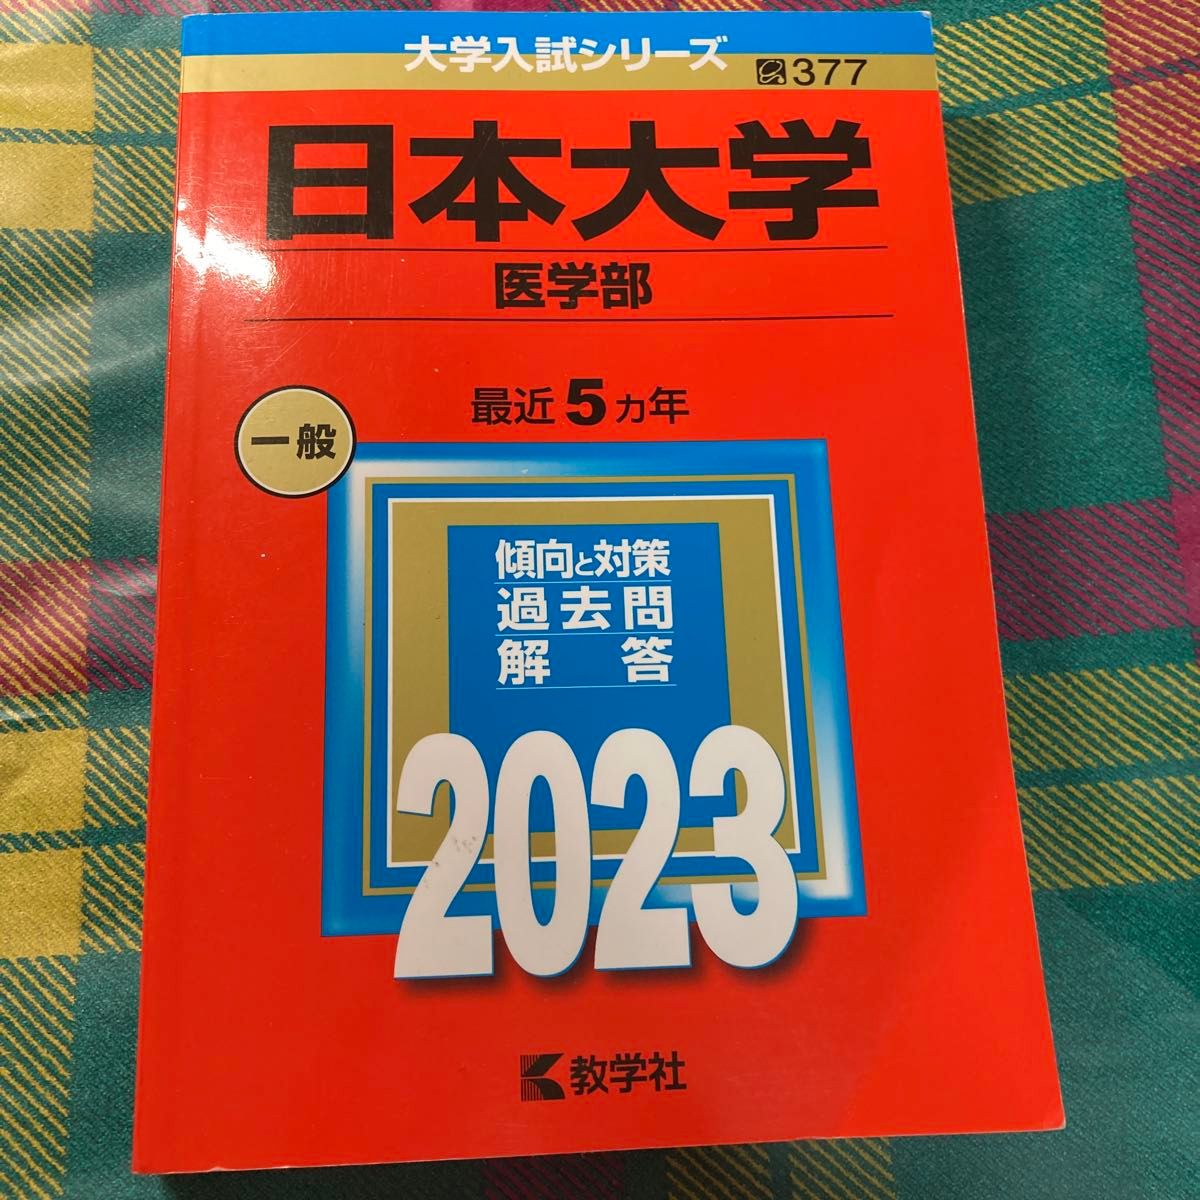 大学入試シリーズ
377
日本大学
医学部
最近5カ年
一般
傾向と対策
過去問
解答
2023
教学社